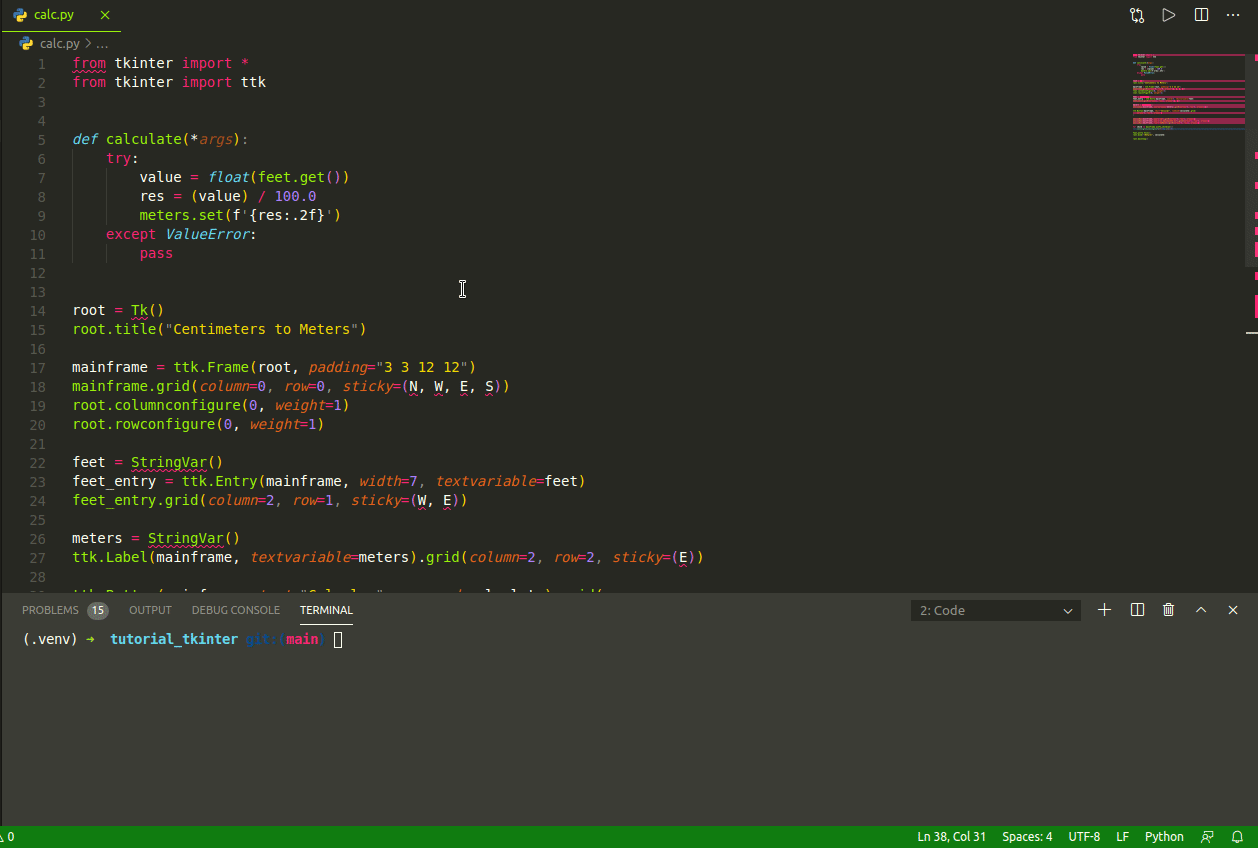 calc.py
calc.py > ...
1 from tkinter import *
2 from tkinter import ttk
3
4
5 def calculate(*args):
6 try:
7 value = float(feet.get())
8 res = (value) / 100.0
9 meters.set(f'{res:.2f}')
10 except ValueError:
11 pass
12
13
14 root = Tk()
15 root.title("Centimeters to Meters")
16
17 mainframe = ttk.Frame(root, padding="3 3 12 12")
18 mainframe.grid(column=0, row=0, sticky=(N, W, E, S))
19 root.columnconfigure(0, weight=1)
20 root.rowconfigure(0, weight=1)
21
22 feet = StringVar()
23 feet_entry = ttk.Entry(mainframe, width=7, textvariable=feet)
24 feet_entry.grid(column=2, row=1, sticky=(W, E))
25
26 meters = StringVar()
27 ttk.Label(mainframe, textvariable=meters).grid(column=2, row=2, sticky=(E))
28
PROBLEMS 15 OUTPUT DEBUG CONSOLE TERMINAL 2: Code
(.venv) → tutorial_tkinter git:(main)
0 Ln 38, Col 31 Spaces: 4 UTF-8 LF Python